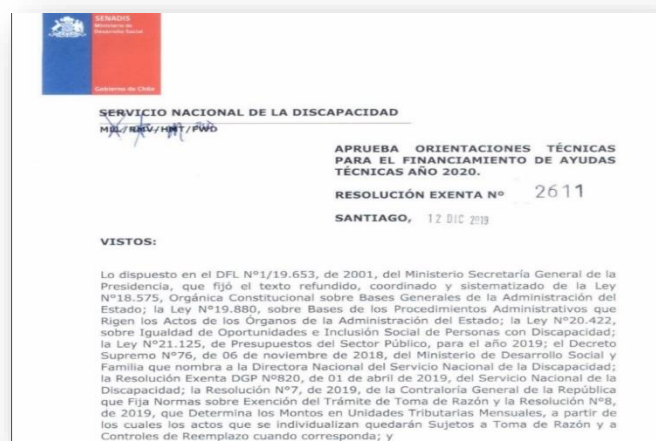 SENADIS
Ministerio de
Desarrollo Social
Gobierno de Chile
SERVICIO NACIONAL DE LA DISCAPACIDAD
MLL/RMV/HMT/FWD
APRUEBA ORIENTACIONES TÉCNICAS
PARA EL FINANCIAMIENTO DE AYUDAS
TÉCNICAS AÑO 2020.
RESOLUCIÓN EXENTA Nº 2611
SANTIAGO, 12 DIC 2019
VISTOS:
Lo dispuesto en el DFL Nº1/19.653, de 2001, del Ministerio Secretaría General de la
Presidencia, que fijó el texto refundido, coordinado y sistematizado de la Ley
Nº18.575, Orgánica Constitucional sobre Bases Generales de la Administración del
Estado; la Ley Nº19.880, sobre Bases de los Procedimientos Administrativos que
Rigen los Actos de los Órganos de la Administración del Estado; la Ley Nº20.422,
sobre Igualdad de Oportunidades e Inclusión Social de Personas con Discapacidad;
la Ley Nº21.125, de Presupuestos del Sector Público, para el año 2019; el Decreto
Supremo Nº76, de 06 de noviembre de 2018, del Ministerio de Desarrollo Social y
Familia que nombra a la Directora Nacional del Servicio Nacional de la Discapacidad;
la Resolución Exenta DGP Nº820, de 01 de abril de 2019, del Servicio Nacional de la
Discapacidad; la Resolución Nº7, de 2019, de la Contraloría General de la República
que Fija Normas sobre Exención del Trámite de Toma de Razón y la Resolución Nº8,
de 2019, que Determina los Montos en Unidades Tributarias Mensuales, a partir de
los cuales los actos que se individualizan quedarán Sujetos a Toma de Razón y a
Controles de Reemplazo cuando corresponda; y